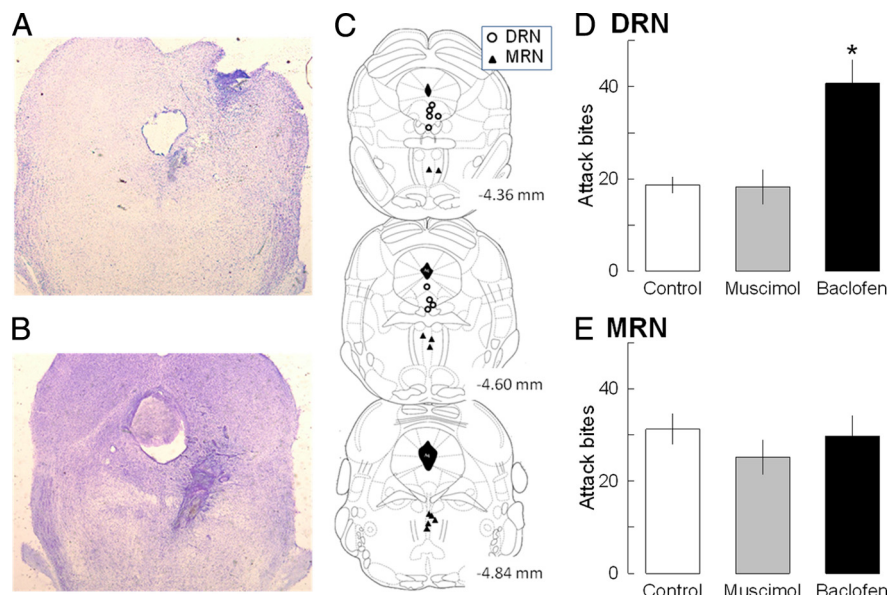 A
B
C
DRN
MRN
-4.36 mm
-4.60 mm
-4.84 mm
D DRN
Attack bites
40
20
0
*
Control Muscimol Baclofen
E MRN
Attack bites
40
20
0
Control Muscimol Baclofen